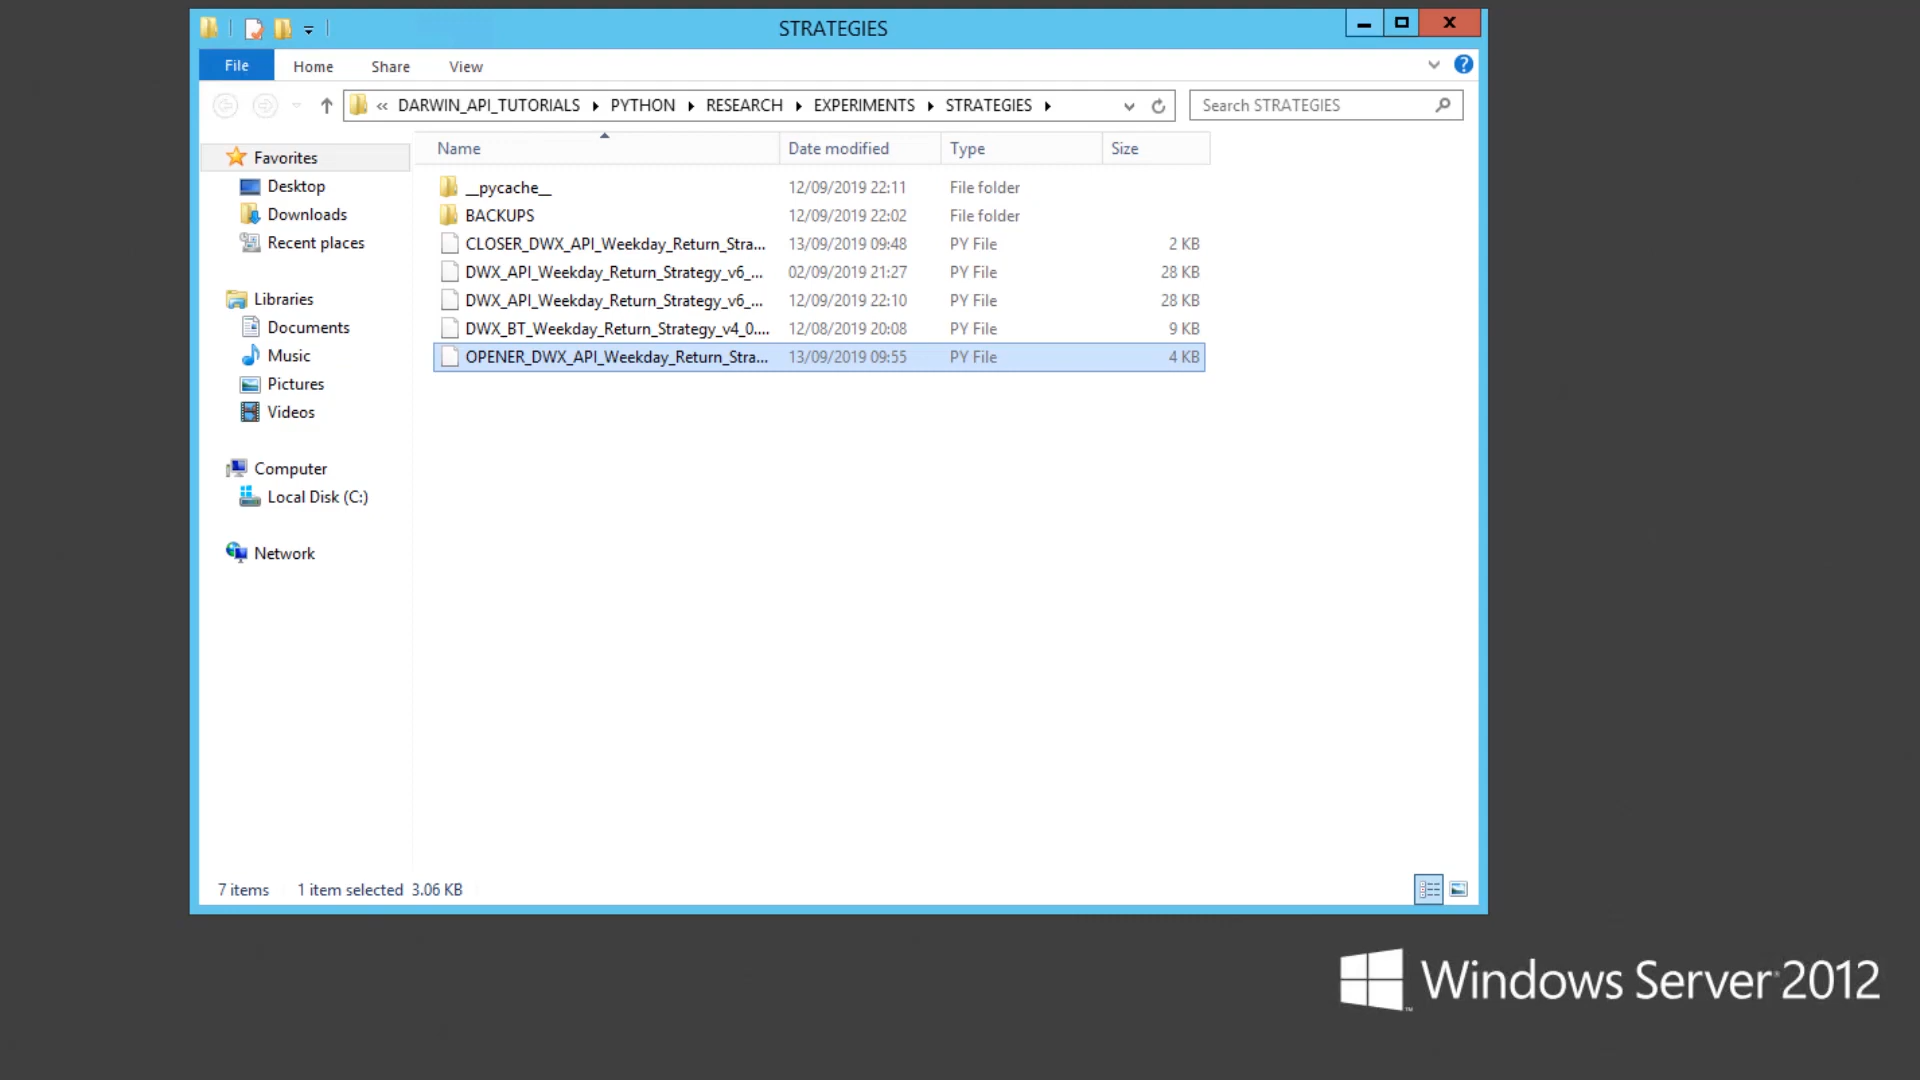 STRATEGIES
File Home Share View
« DARWIN_API_TUTORIALS PYTHON RESEARCH EXPERIMENTS STRATEGIES
Search STRATEGIES
Name Date modified Type Size
Favorites
Desktop
Downloads
Recent places
Libraries
Documents
Music
Pictures
Videos
Computer
Local Disk (C:)
Network
__pycache__ 12/09/2019 22:11 File folder
BACKUPS 12/09/2019 22:02 File folder
CLOSER_DWX_API_Weekday_Return_Stra... 13/09/2019 09:48 PY File 2 KB
DWX_API_Weekday_Return_Strategy_v6_... 02/09/2019 21:27 PY File 28 KB
DWX_API_Weekday_Return_Strategy_v6_... 12/09/2019 22:10 PY File 28 KB
DWX_BT_Weekday_Return_Strategy_v4_0.... 12/08/2019 20:08 PY File 9 KB
OPENER_DWX_API_Weekday_Return_Stra... 13/09/2019 09:55 PY File 4 KB
7 items 1 item selected 3.06 KB
Windows Server 2012